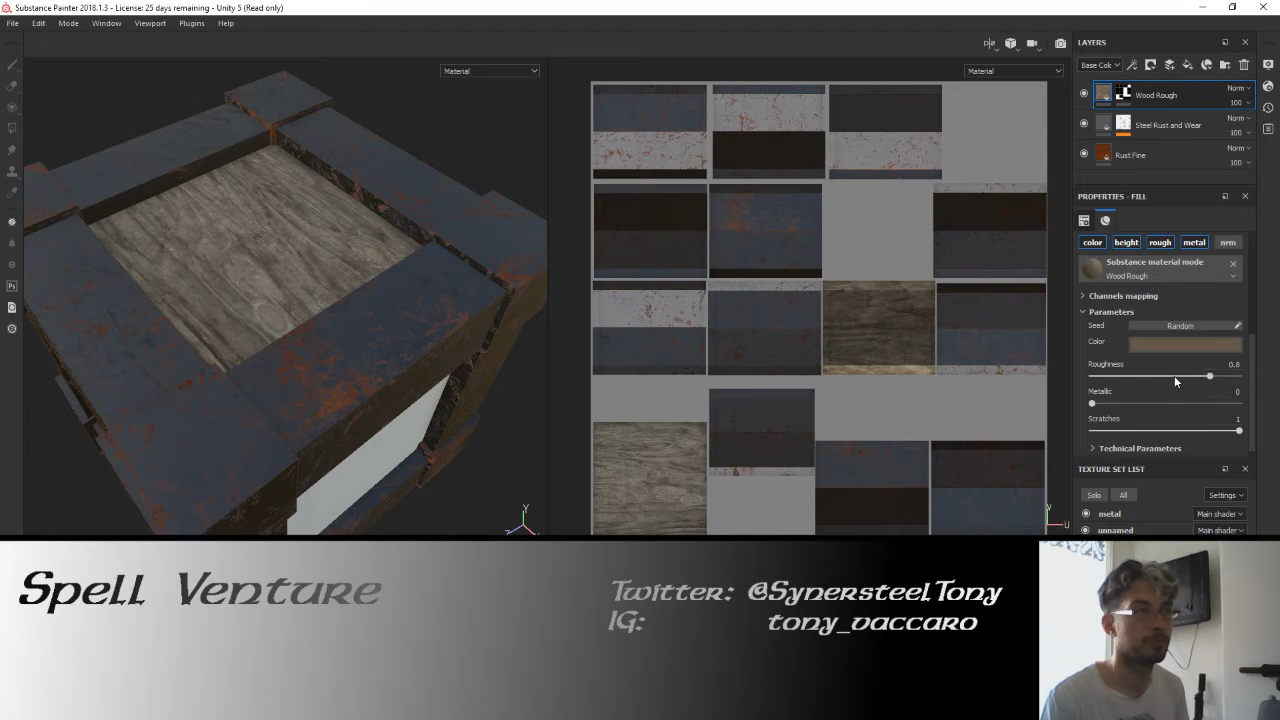 Substance Painter 2018.1.3 - License: 25 days remaining - Unity 5 (Read only)
File Edit Mode Window Viewport Plugins Help
Material
Material
LAYERS
Base Col
Wood Rough
Norm
100
Steel Rust and Wear
Norm
100
Rust Fine
Norm
100
PROPERTIES - FILL
color height rough metal nrm
Substance material mode
Wood Rough
Channels mapping
Parameters
Seed Random
Color
Roughness 0.8
Metallic 0
Scratches 1
Technical Parameters
TEXTURE SET LIST
Solo All Settings
metal Main shader
unnamed Main shader
Ps
Y
Z
V
U
Spell Venture
Twitter: @SynersteelTony
IG: tony_vaccaro